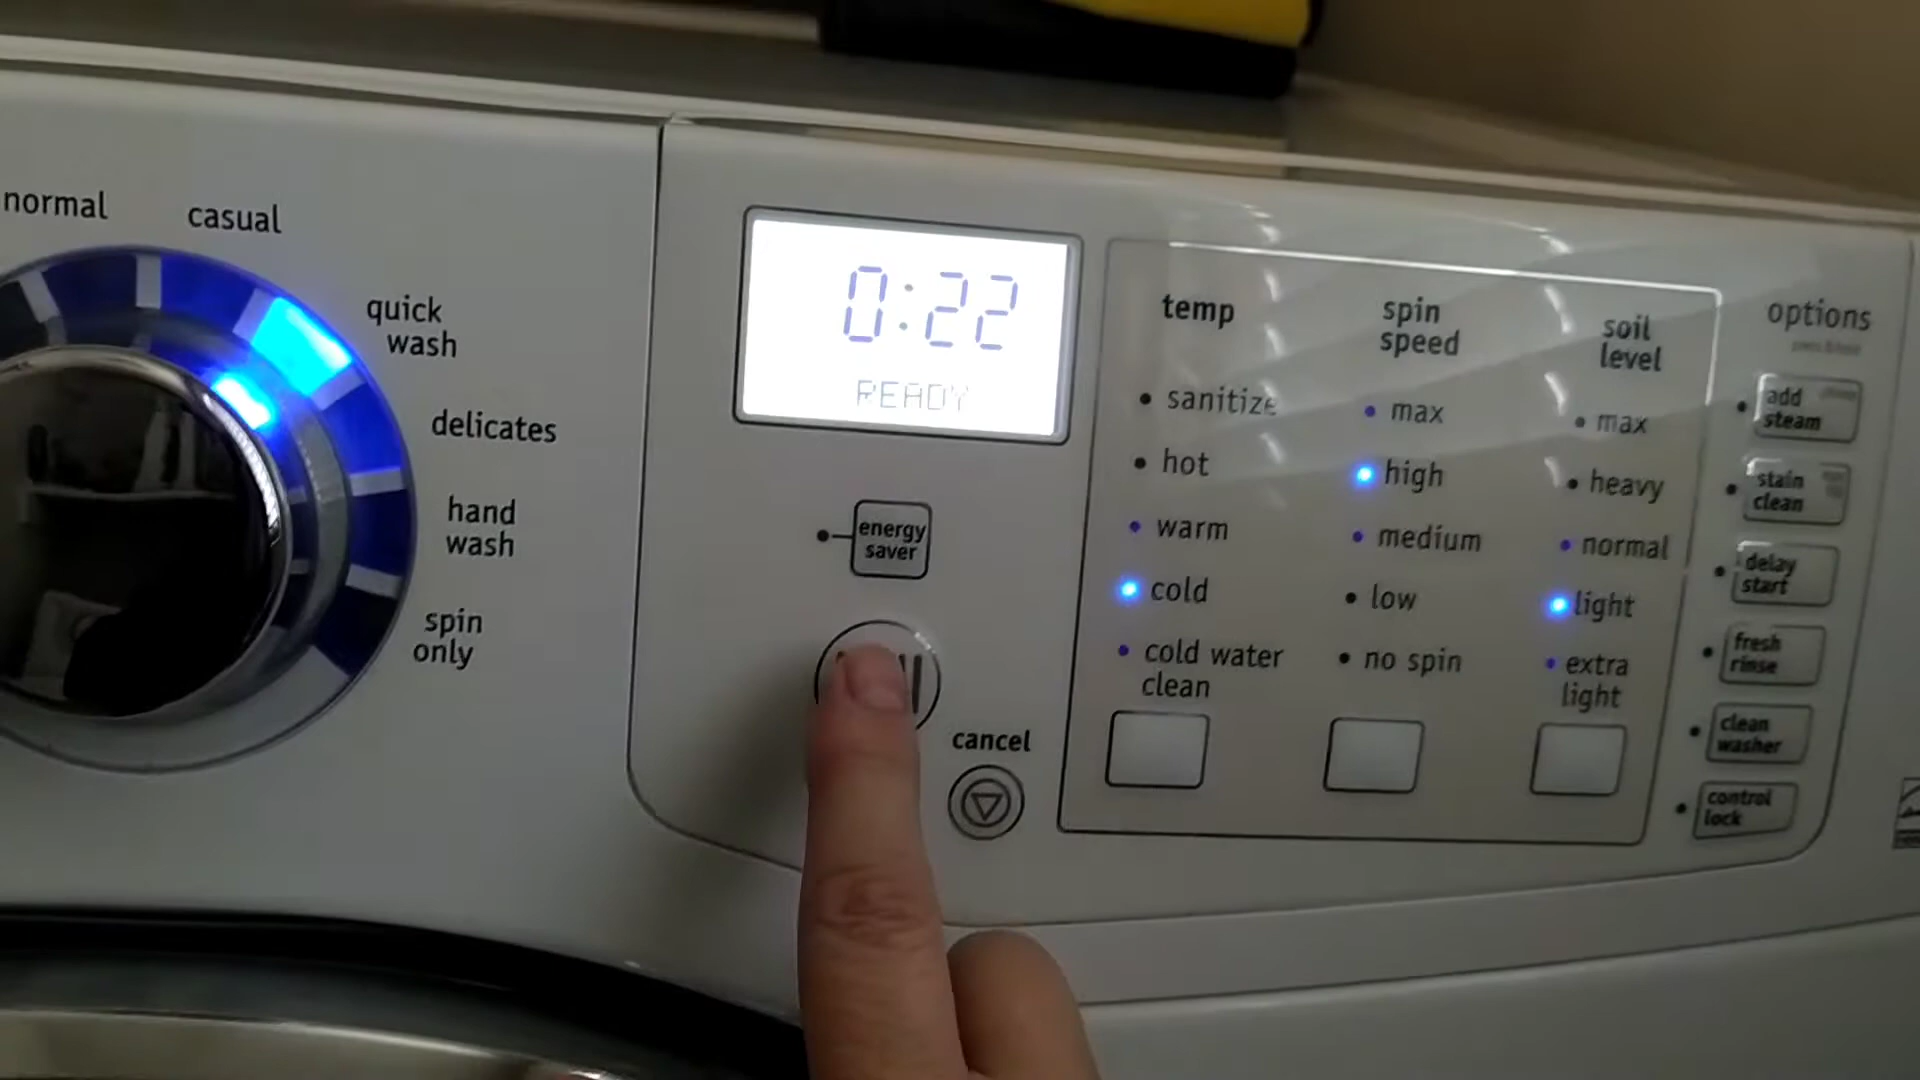 normal
casual
quick
wash
delicates
hand
wash
spin
only
0:22
READY
energy
saver
cancel
temp
sanitize
hot
warm
cold
cold water
clean
spin
speed
max
high
medium
low
no spin
soil
level
max
heavy
normal
light
extra
light
options
add
steam
stain
clean
delay
start
fresh
rinse
clean
washer
control
lock